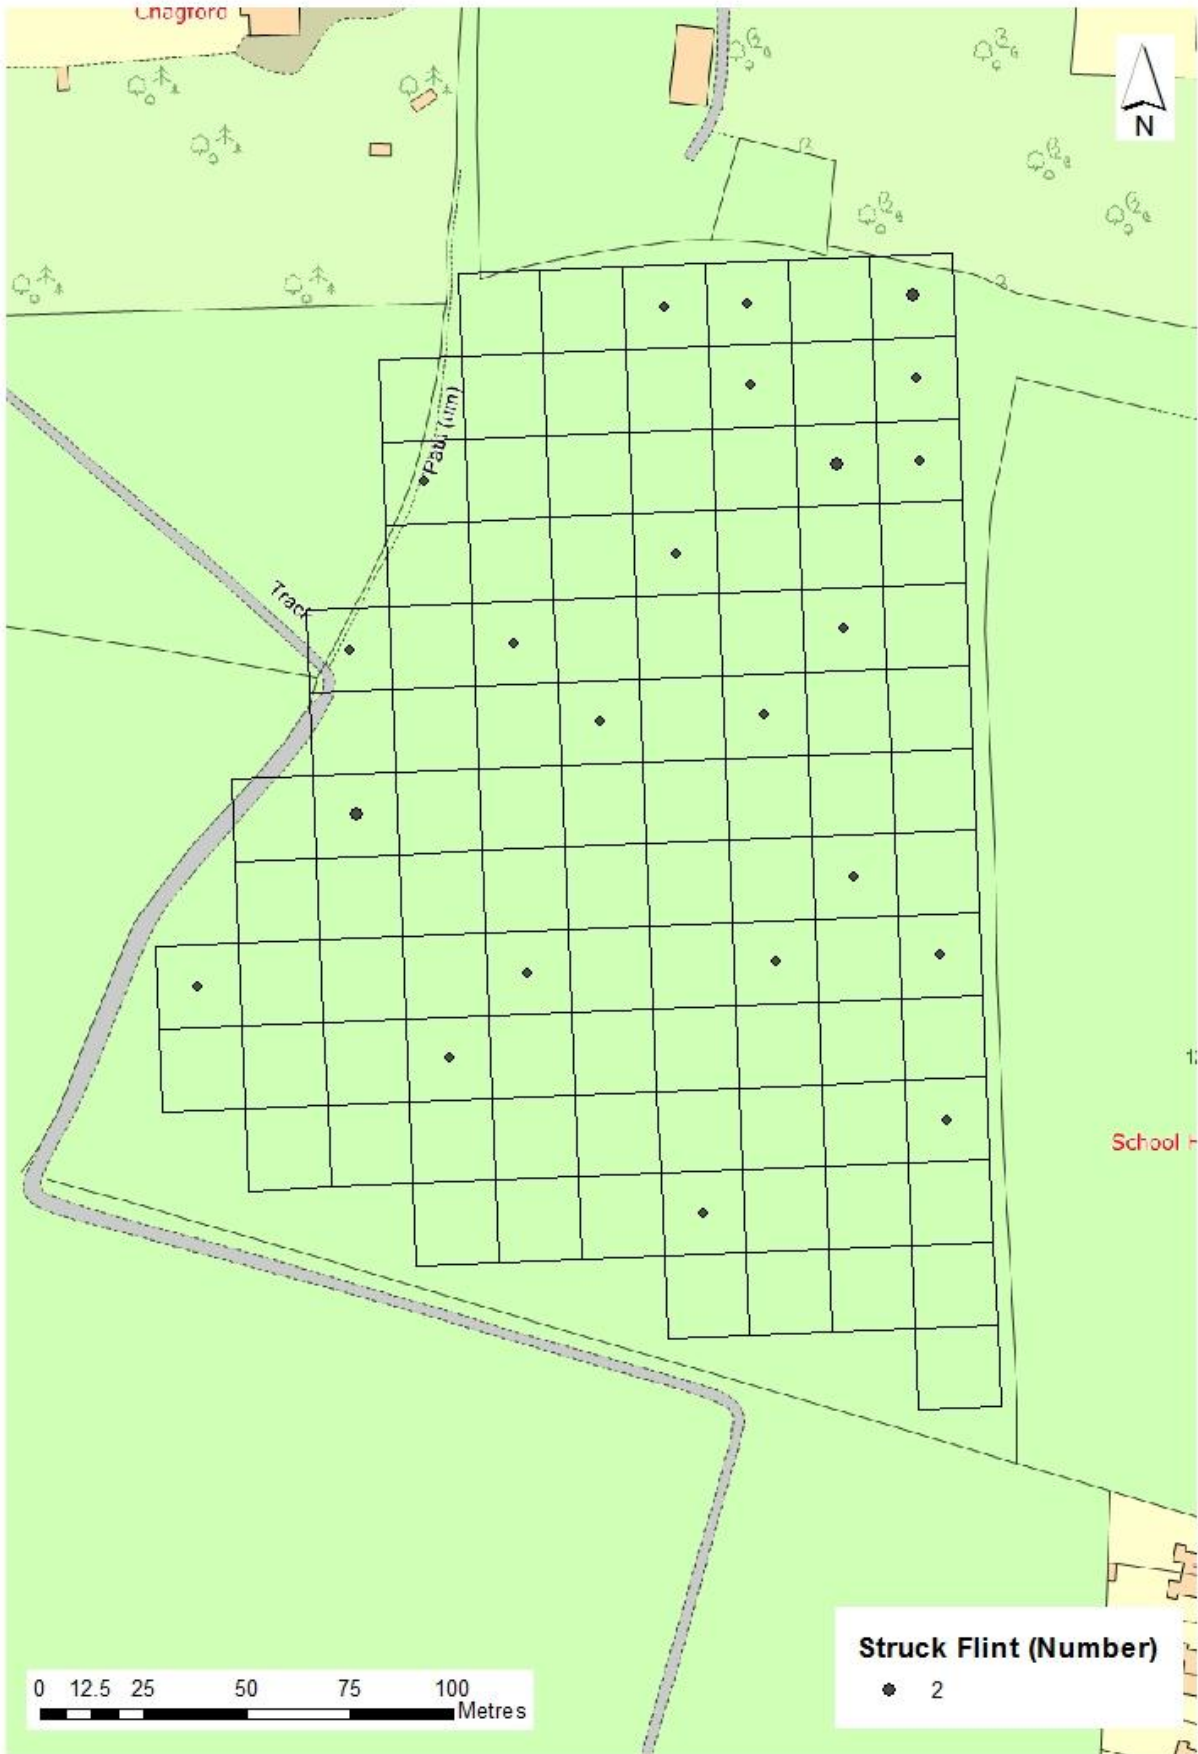 Chagford
N
Path (um)
Track
School H
Struck Flint (Number)
2
0 12.5 25 50 75 100
Metres